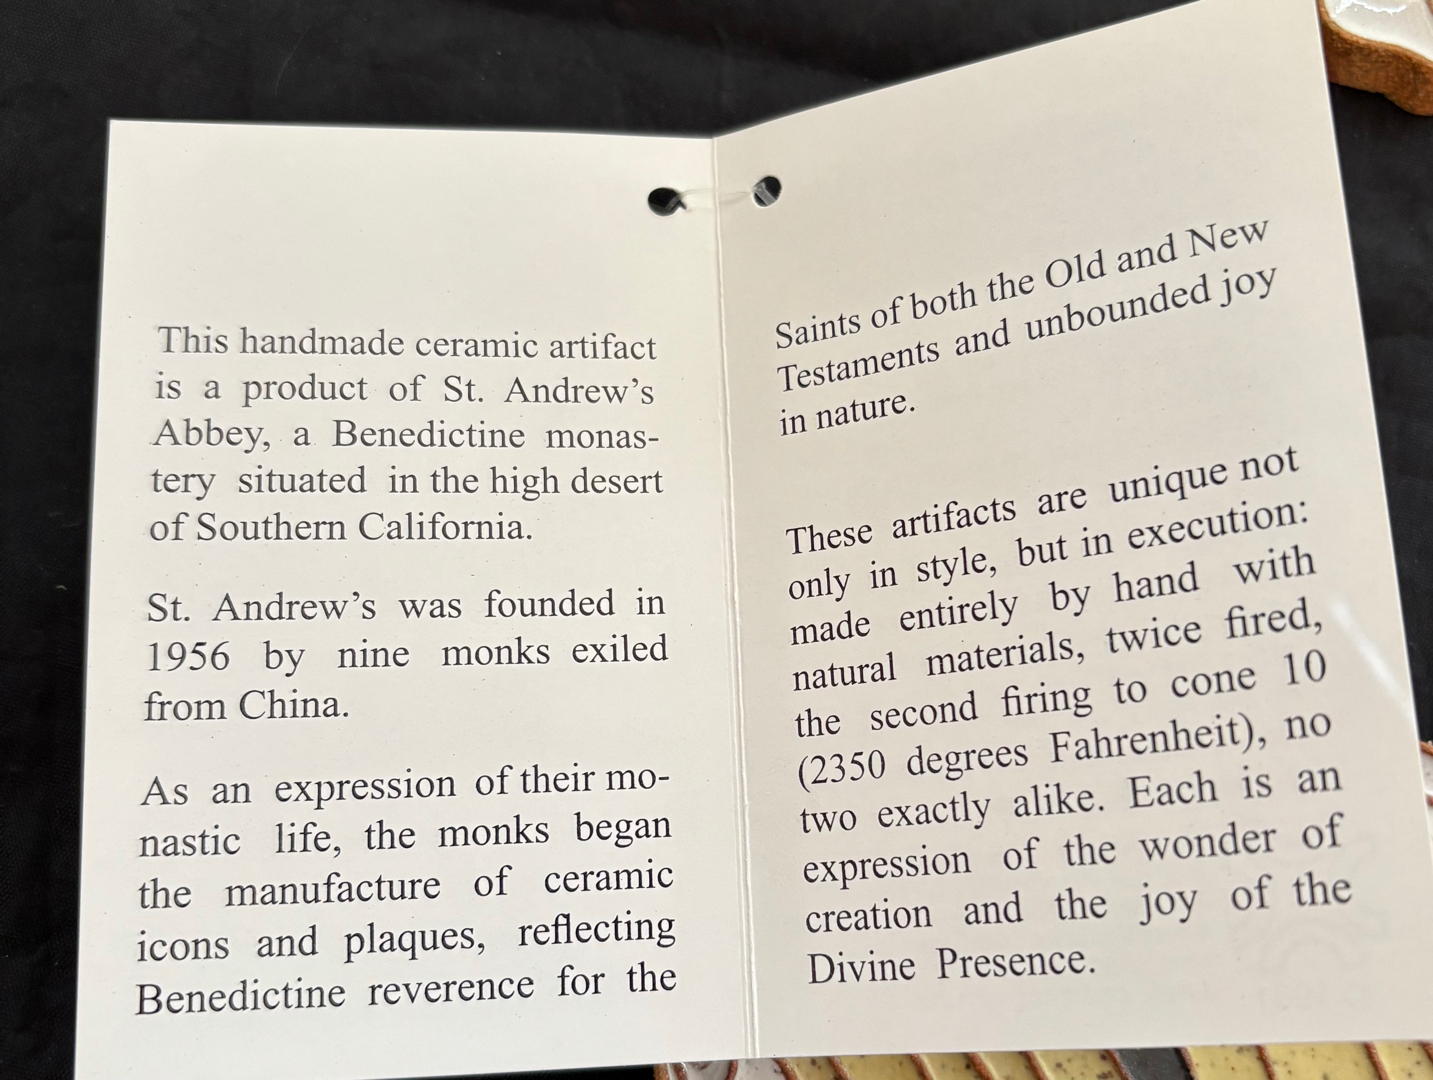 This handmade ceramic artifact
is a product of St. Andrew's
Abbey, a Benedictine monas-
tery situated in the high desert
of Southern California.
St. Andrew's was founded in
1956 by nine monks exiled
from China.
As an expression of their mo-
nastic life, the monks began
the manufacture of ceramic
icons and plaques, reflecting
Benedictine reverence for the
Saints of both the Old and New
Testaments and unbounded joy
in nature.
These artifacts are unique not
only in style, but in execution:
made entirely by hand with
natural materials, twice fired,
the second firing to cone 10
(2350 degrees Fahrenheit), no
two exactly alike. Each is an
expression of the wonder of
creation and the joy of the
Divine Presence.